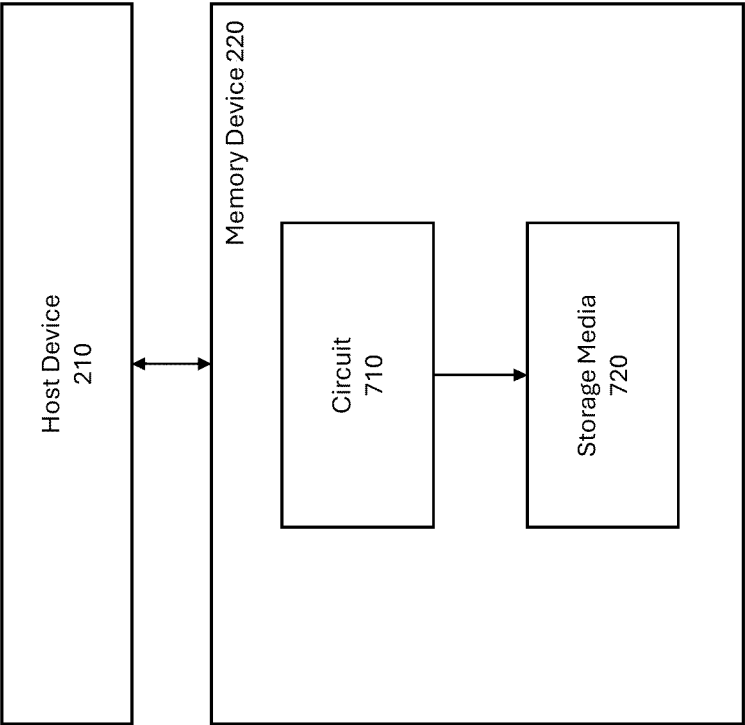 Host Device
210
Memory Device 220
Circuit
710
Storage Media
720